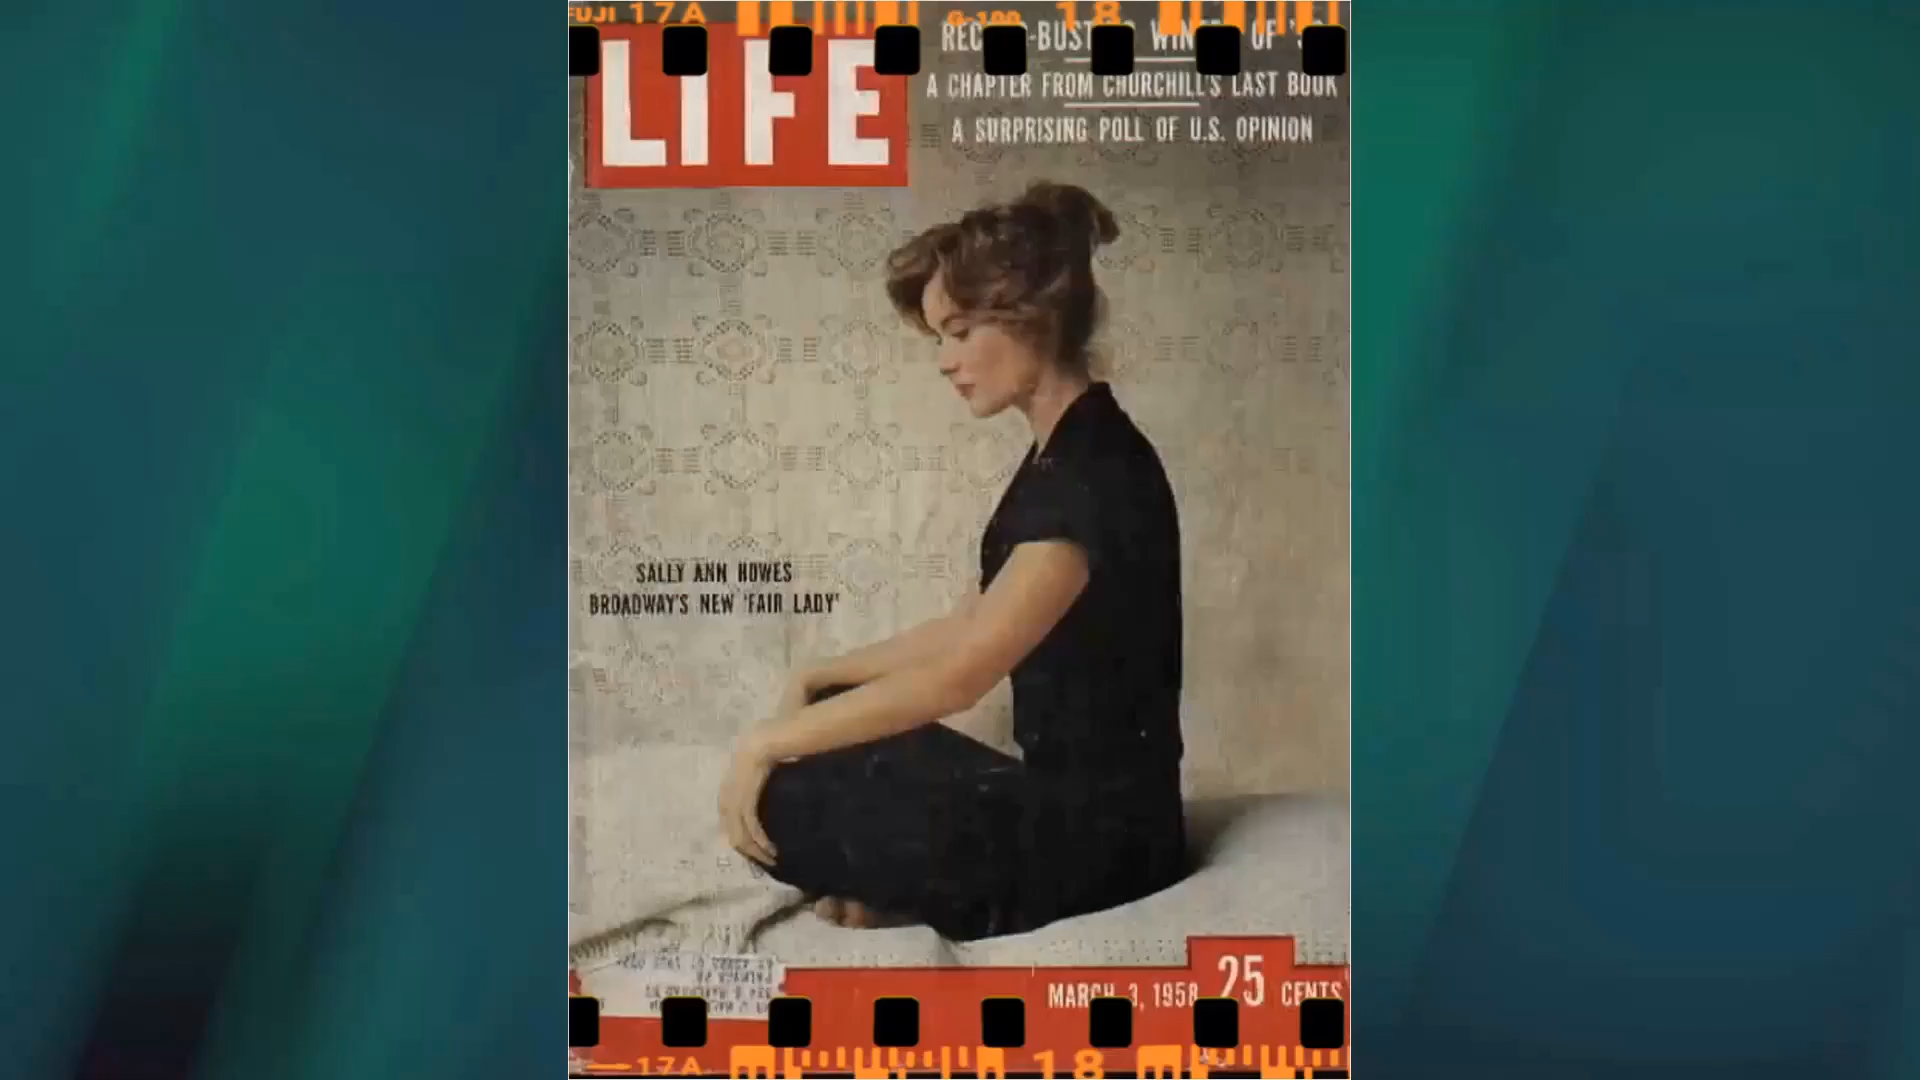 FUJI 17A
18
LIFE
A CHAPTER FROM CHURCHILL'S LAST BOOK
A SURPRISING POLL OF U.S. OPINION
SALLY ANN HOWES
BROADWAY'S NEW 'FAIR LADY'
MARCH 3, 1958 25 CENTS
17A
18